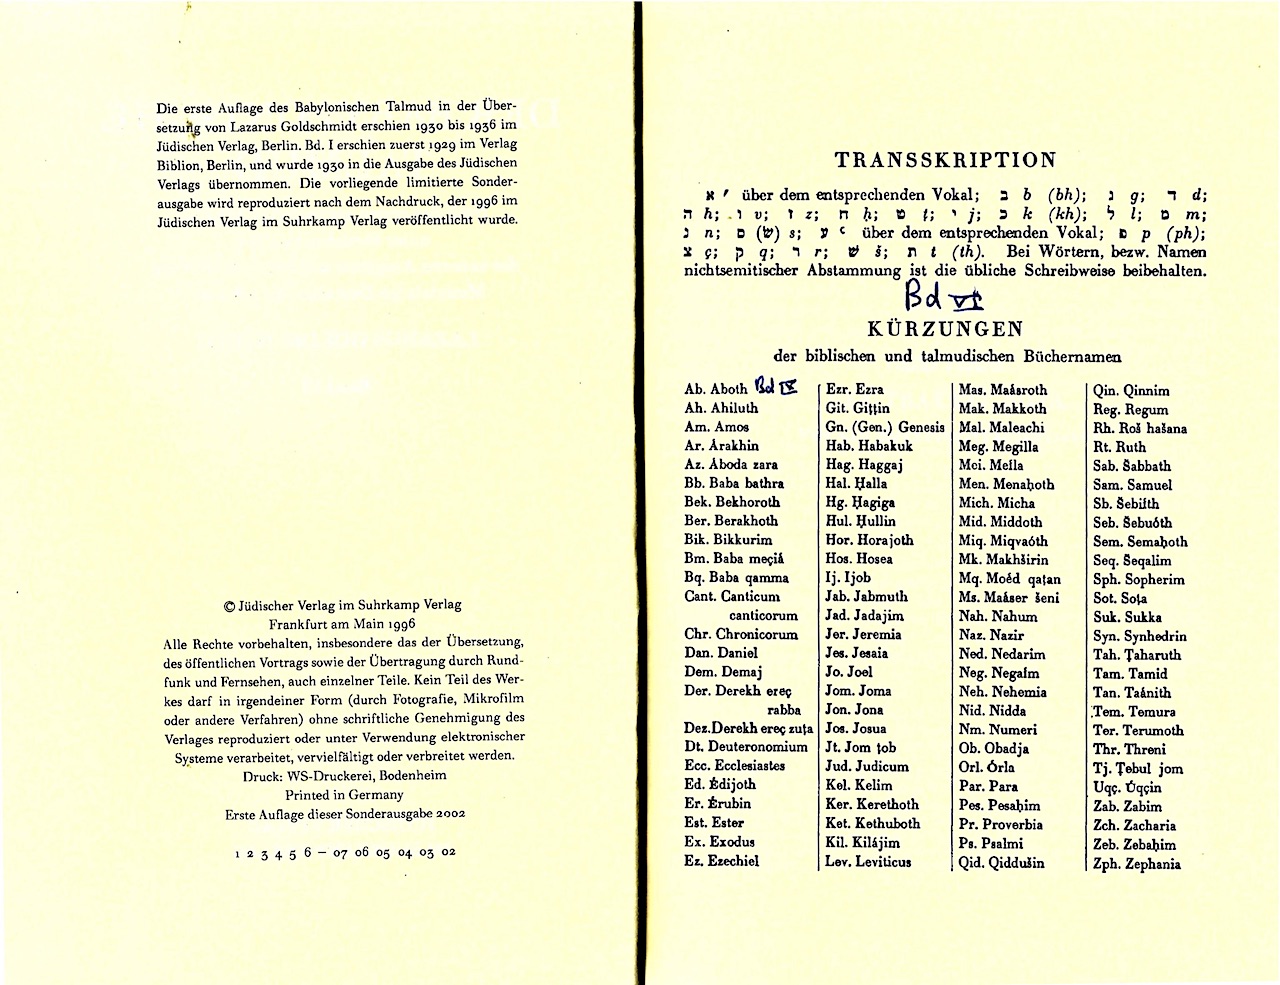 Die erste Auflage des Babylonischen Talmud in der Über-
setzung von Lazarus Goldschmidt erschien 1930 bis 1936 im
Jüdischen Verlag, Berlin. Bd. I erschien zuerst 1929 im Verlag
Biblion, Berlin, und wurde 1930 in die Ausgabe des Jüdischen
Verlags übernommen. Die vorliegende limitierte Sonder-
ausgabe wird reproduziert nach dem Nachdruck, der 1996 im
Jüdischen Verlag im Suhrkamp Verlag veröffentlicht wurde.
© Jüdischer Verlag im Suhrkamp Verlag
Frankfurt am Main 1996
Alle Rechte vorbehalten, insbesondere das der Übersetzung,
des öffentlichen Vortrags sowie der Übertragung durch Rund-
funk und Fernsehen, auch einzelner Teile. Kein Teil des Wer-
kes darf in irgendeiner Form (durch Fotografie, Mikrofilm
oder andere Verfahren) ohne schriftliche Genehmigung des
Verlages reproduziert oder unter Verwendung elektronischer
Systeme verarbeitet, vervielfältigt oder verbreitet werden.
Druck: WS-Druckerei, Bodenheim
Printed in Germany
Erste Auflage dieser Sonderausgabe 2002
1 2 3 4 5 6 – 07 06 05 04 03 02
TRANSSKRIPTION
א ʼ über dem entsprechenden Vokal; ב b (bh); ג g; ד d;
ה h; ו v; ז z; ח ḥ; ט ṭ; י j; כ k (kh); ל l; מ m;
נ n; ס (שׂ) s; ע ʿ über dem entsprechenden Vokal; פ p (ph);
צ ç; ק q; ר r; שׁ š; ת t (th). Bei Wörtern, bezw. Namen
nichtsemitischer Abstammung ist die übliche Schreibweise beibehalten.
Bd VI
KÜRZUNGEN
der biblischen und talmudischen Büchernamen
Ab. Aboth Bd IX
Ah. Ahiluth
Am. Amos
Ar. Árakhin
Az. Áboda zara
Bb. Baba bathra
Bek. Bekhoroth
Ber. Berakhoth
Bik. Bikkurim
Bm. Baba meçiá
Bq. Baba qamma
Cant. Canticum
canticorum
Chr. Chronicorum
Dan. Daniel
Dem. Demaj
Der. Derekh ereç
rabba
Dez. Derekh ereç zuṭa
Dt. Deuteronomium
Ecc. Ecclesiastes
Ed. Édijoth
Er. Érubin
Est. Ester
Ex. Exodus
Ez. Ezechiel
Ezr. Ezra
Git. Giṭṭin
Gn. (Gen.) Genesis
Hab. Habakuk
Hag. Haggaj
Hal. Ḥalla
Hg. Ḥagiga
Hul. Ḥullin
Hor. Horajoth
Hos. Hosea
Ij. Ijob
Jab. Jabmuth
Jad. Jadajim
Jer. Jeremia
Jes. Jesaia
Jo. Joel
Jom. Joma
Jon. Jona
Jos. Josua
Jt. Jom ṭob
Jud. Judicum
Kel. Kelim
Ker. Kerethoth
Ket. Kethuboth
Kil. Kilájim
Lev. Leviticus
Mas. Maásroth
Mak. Makkoth
Mal. Maleachi
Meg. Megilla
Mei. Meíla
Men. Menaḥoth
Mich. Micha
Mid. Middoth
Miq. Miqvaóth
Mk. Makhširin
Mq. Moéd qaṭan
Ms. Maáser šeni
Nah. Nahum
Naz. Nazir
Ned. Nedarim
Neg. Negaím
Neh. Nehemia
Nid. Nidda
Nm. Numeri
Ob. Obadja
Orl. Órla
Par. Para
Pes. Pesaḥim
Pr. Proverbia
Ps. Psalmi
Qid. Qiddušin
Qin. Qinnim
Reg. Regum
Rh. Roš hašana
Rt. Ruth
Sab. Šabbath
Sam. Samuel
Sb. Šebiíth
Seb. Šebuóth
Sem. Semaḥoth
Seq. Šeqalim
Sph. Sopherim
Sot. Soṭa
Suk. Sukka
Syn. Synhedrin
Tah. Ṭaharuth
Tam. Tamid
Tan. Taánith
Tem. Temura
Ter. Terumoth
Thr. Threni
Tj. Ṭebul jom
Uqç. Úqçin
Zab. Zabim
Zch. Zacharia
Zeb. Zebaḥim
Zph. Zephania